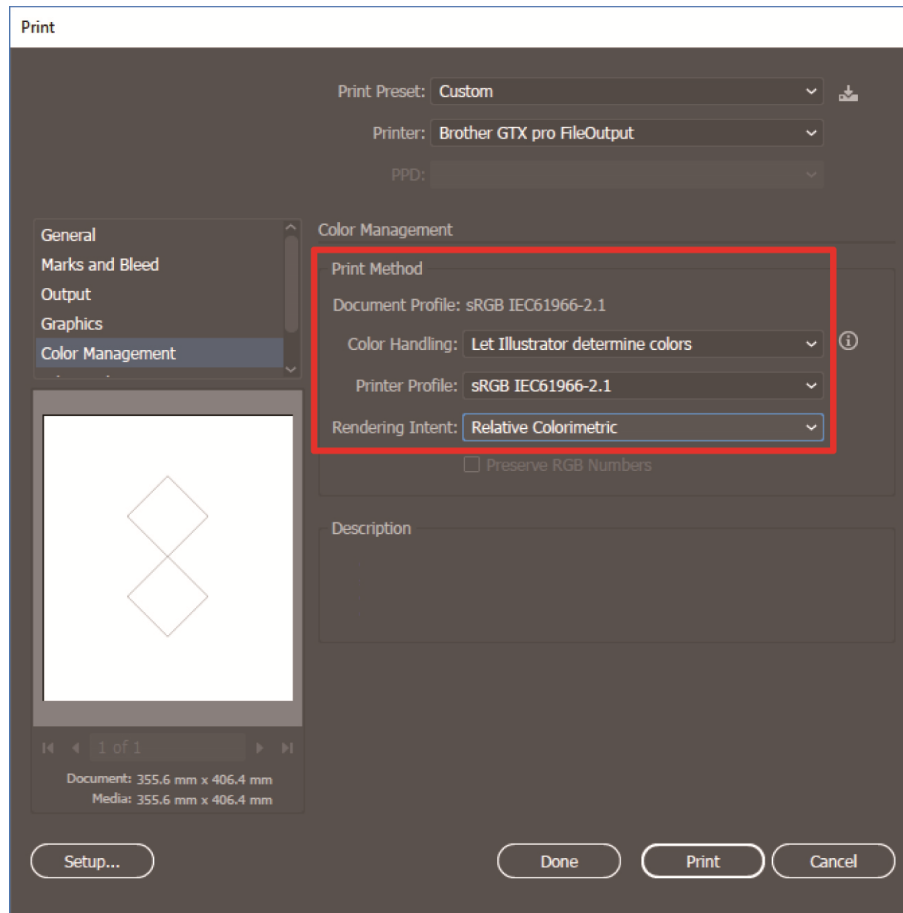 Print
Print Preset: Custom
Printer: Brother GTX pro FileOutput
PPD:
General
Marks and Bleed
Output
Graphics
Color Management
Color Management
Print Method
Document Profile: sRGB IEC61966-2.1
Color Handling: Let Illustrator determine colors
Printer Profile: sRGB IEC61966-2.1
Rendering Intent: Relative Colorimetric
Preserve RGB Numbers
Description
1 of 1
Document: 355.6 mm x 406.4 mm
Media: 355.6 mm x 406.4 mm
Setup...
Done
Print
Cancel